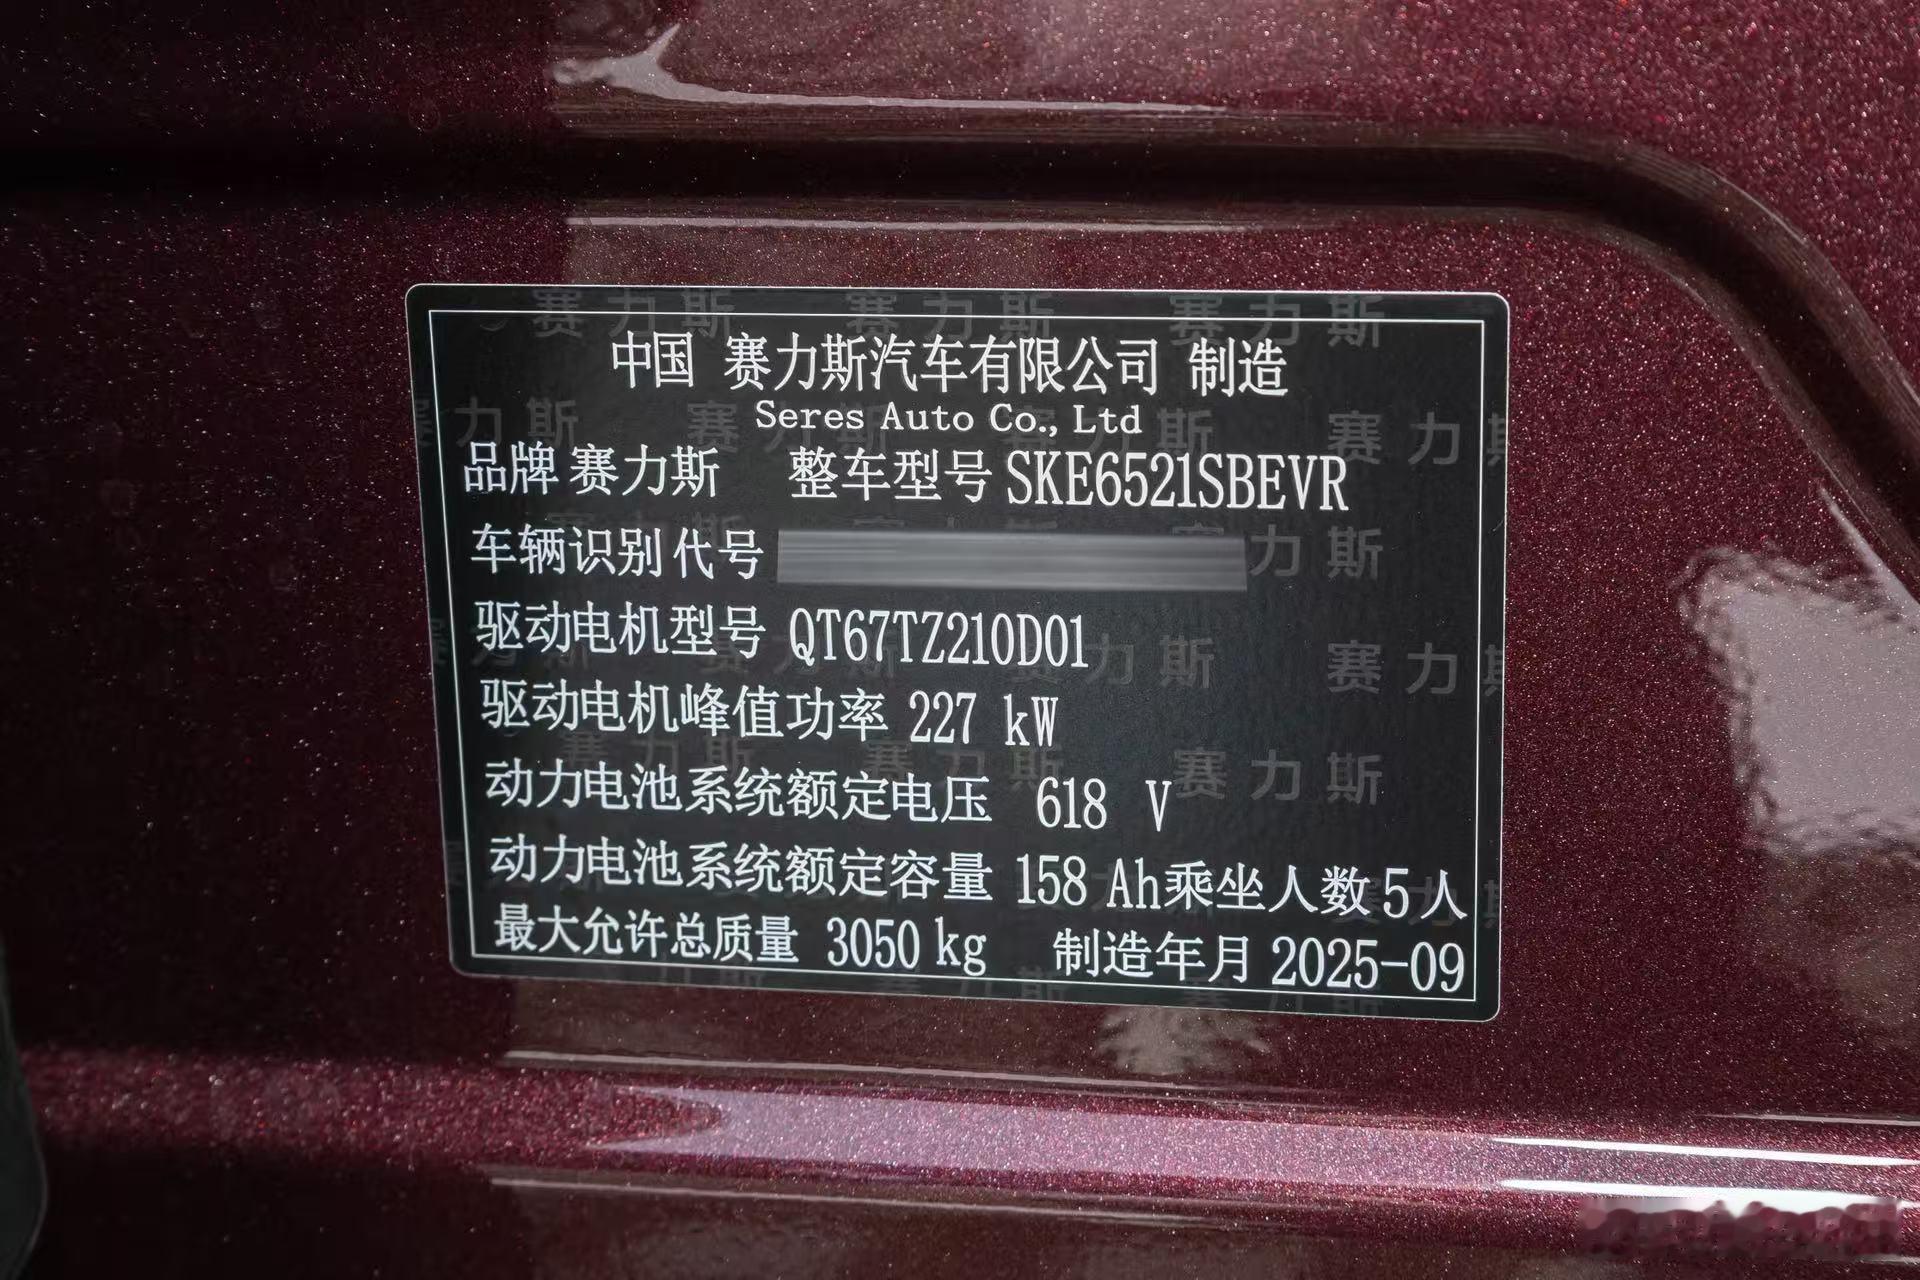 中国 赛力斯汽车有限公司 制造
Seres Auto Co., Ltd
品牌 赛力斯 整车型号 SKE6521SBEVR
车辆识别代号
驱动电机型号 QT67TZ210D01
驱动电机峰值功率 227 kW
动力电池系统额定电压 618 V
动力电池系统额定容量 158 Ah乘坐人数 5人
最大允许总质量 3050 kg 制造年月 2025-09